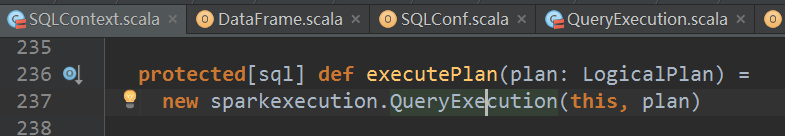 SQLContext.scala × DataFrame.scala × SQLConf.scala × QueryExecution.scala ×
235
236 protected[sql] def executePlan(plan: LogicalPlan) =
237 new sparkexecution.QueryExecution(this, plan)
238